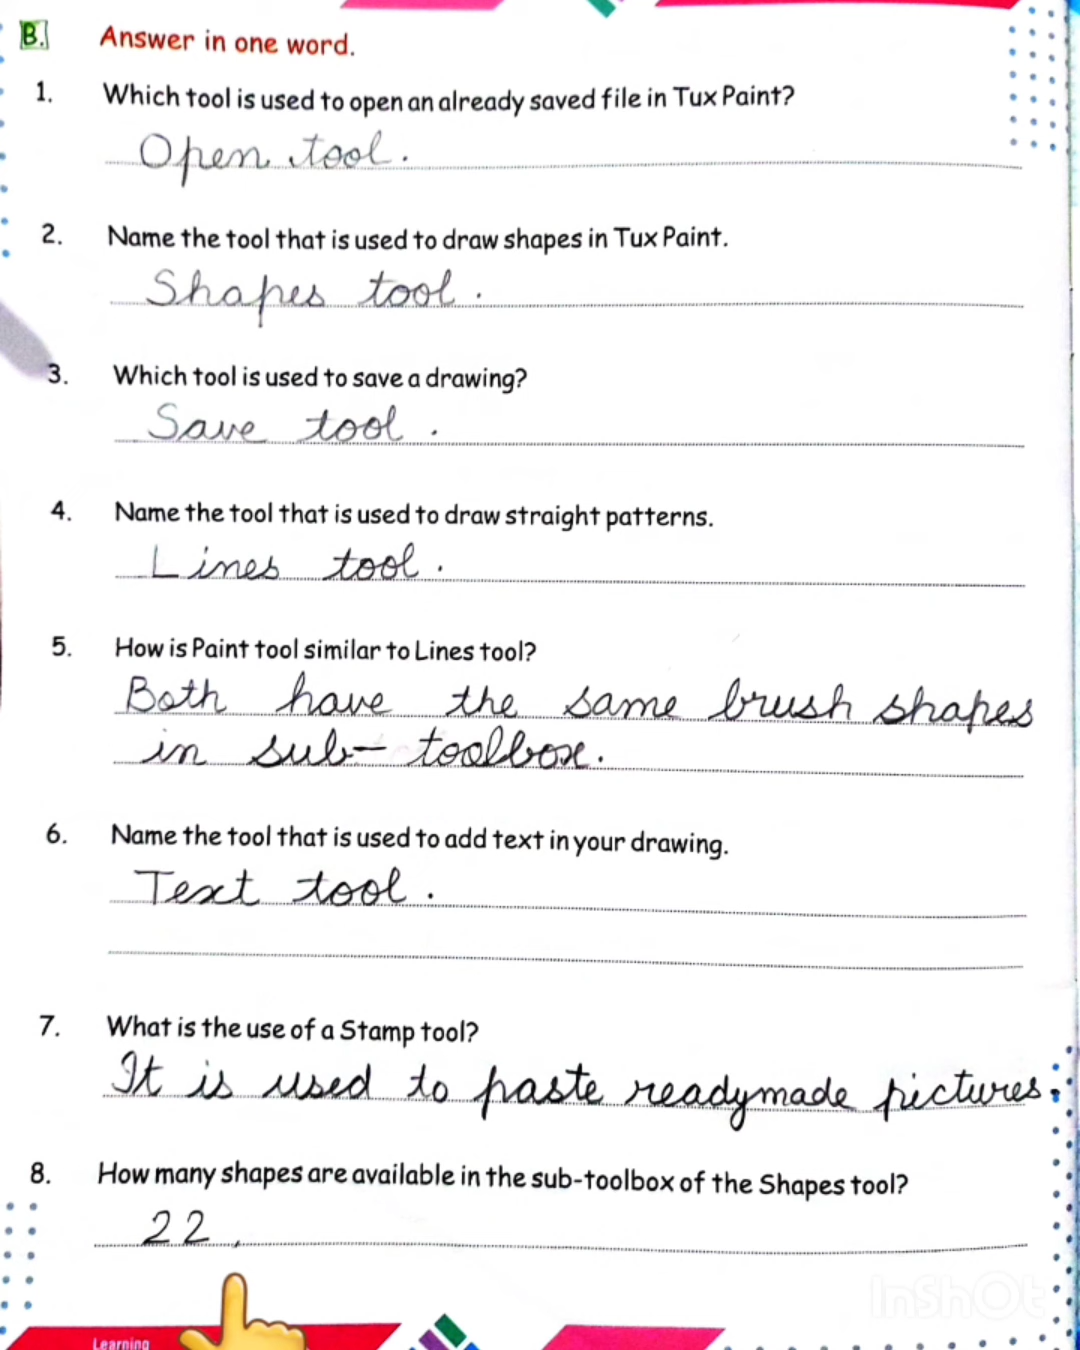 B. Answer in one word.
1. Which tool is used to open an already saved file in Tux Paint?
Open tool.
2. Name the tool that is used to draw shapes in Tux Paint.
Shapes tool.
3. Which tool is used to save a drawing?
Save tool.
4. Name the tool that is used to draw straight patterns.
Lines tool.
5. How is Paint tool similar to Lines tool?
Both have the same brush shapes
in sub- toolbox.
6. Name the tool that is used to add text in your drawing.
Text tool.
7. What is the use of a Stamp tool?
It is used to paste readymade pictures.
8. How many shapes are available in the sub-toolbox of the Shapes tool?
22.
InShOt
Learning